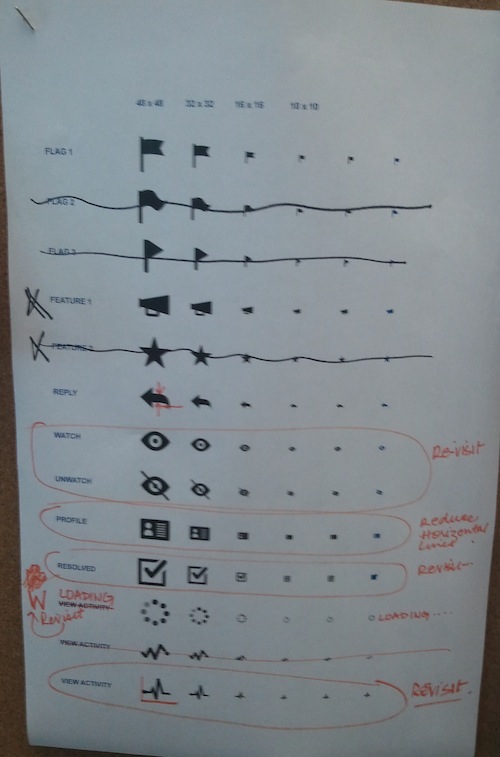 48 x 48 32 x 32 16 x 16 10 x 10
FLAG 1
FLAG 2
FLAG 3
FEATURE 1
FEATURE 2
REPLY
WATCH
RE-VISIT
UNWATCH
PROFILE
Reduce
Horizontal
Lines
RESOLVED
LOADING
VIEW ACTIVITY
LOADING....
Revisit
VIEW ACTIVITY
VIEW ACTIVITY
REVISIT.